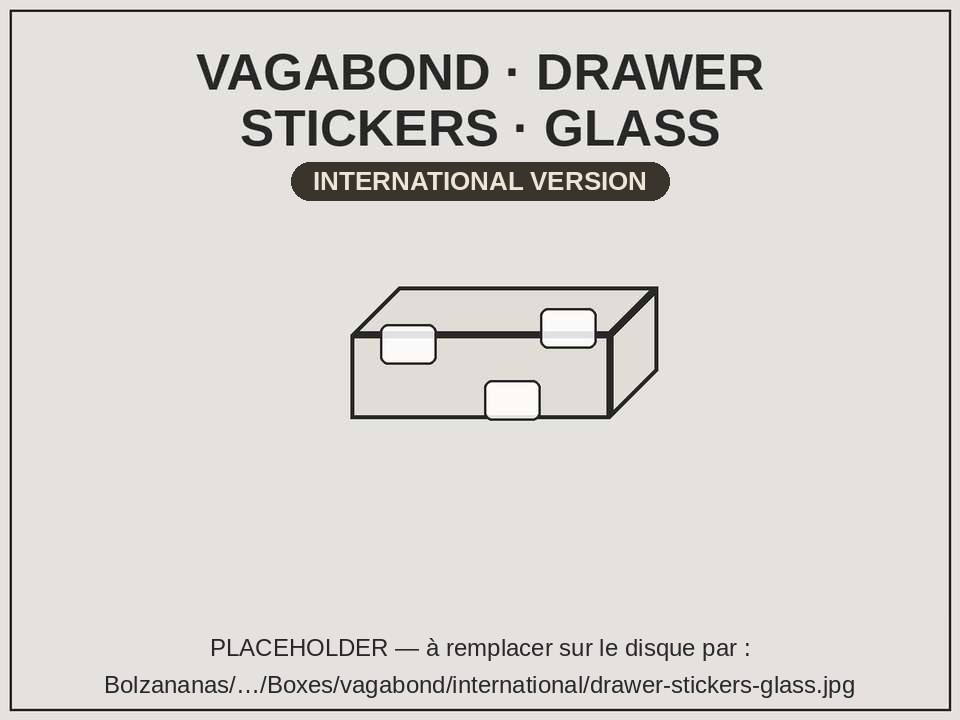 VAGABOND · DRAWER
STICKERS · GLASS
INTERNATIONAL VERSION
PLACEHOLDER — à remplacer sur le disque par :
Bolzananas/…/Boxes/vagabond/international/drawer-stickers-glass.jpg